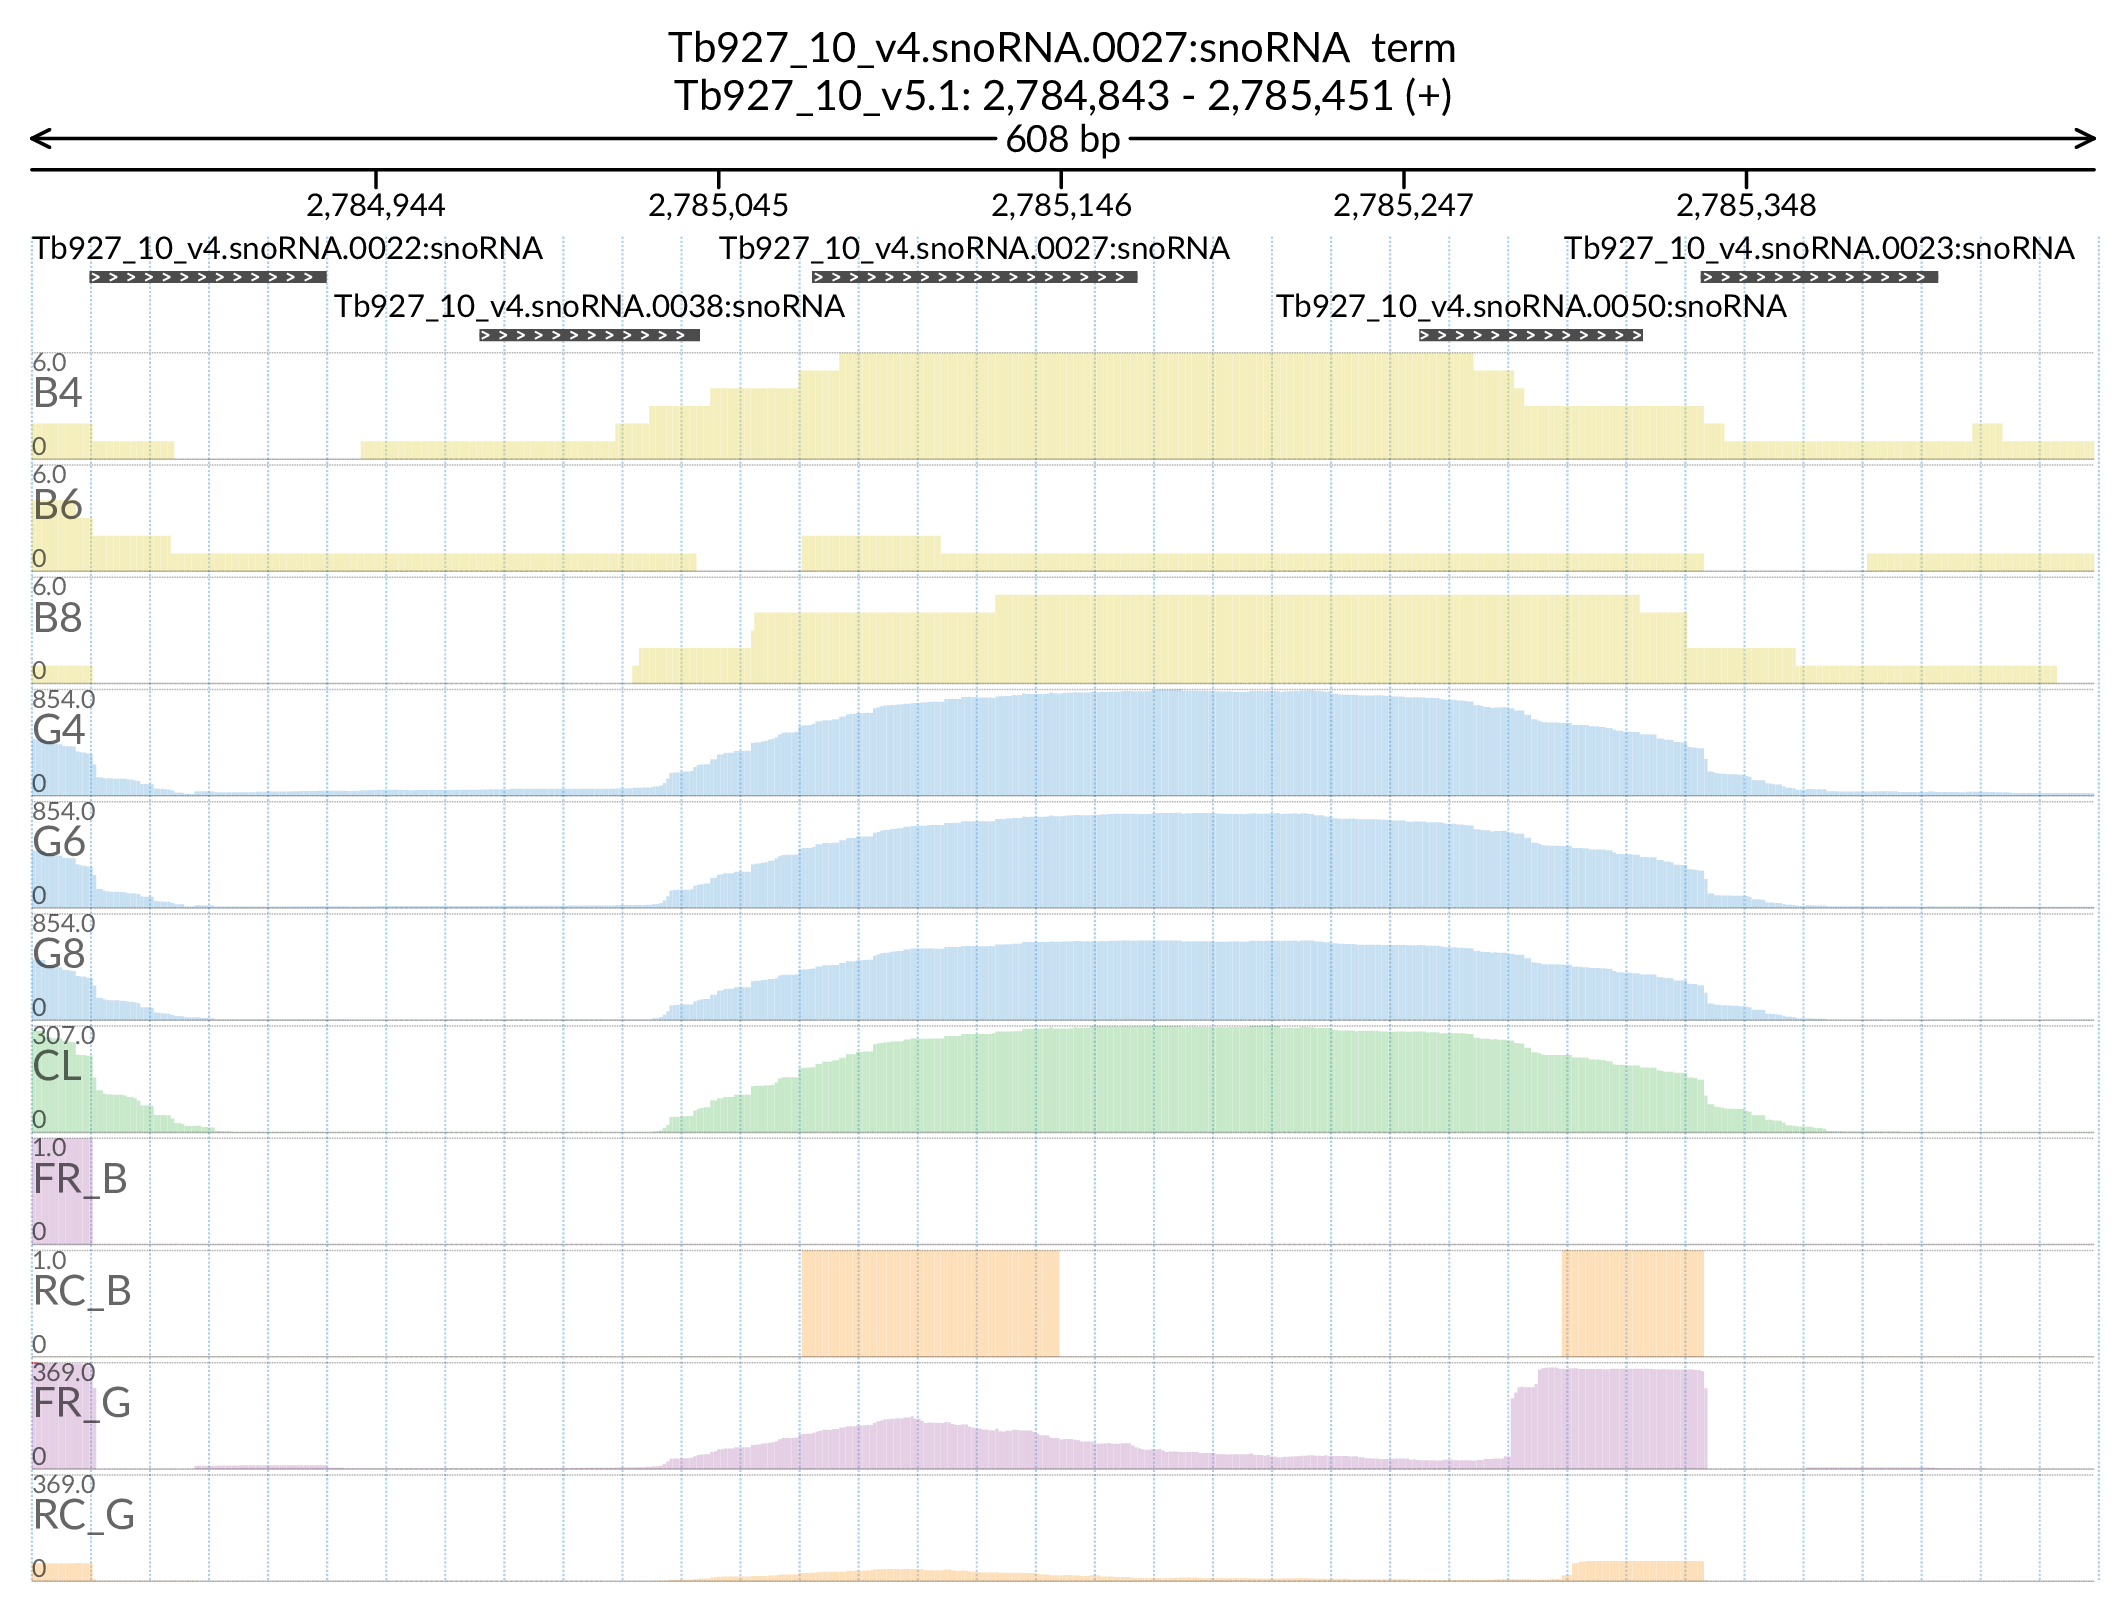 Tb927_10_v4.snoRNA.0027:snoRNA term
Tb927_10_v5.1: 2,784,843 - 2,785,451 (+)
608 bp
2,784,944 2,785,045 2,785,146 2,785,247 2,785,348
Tb927_10_v4.snoRNA.0022:snoRNA Tb927_10_v4.snoRNA.0027:snoRNA Tb927_10_v4.snoRNA.0023:snoRNA
Tb927_10_v4.snoRNA.0038:snoRNA Tb927_10_v4.snoRNA.0050:snoRNA
6.0
B4
0
6.0
B6
0
6.0
B8
0
854.0
G4
0
854.0
G6
0
854.0
G8
0
307.0
CL
0
1.0
FR_B
0
1.0
RC_B
0
369.0
FR_G
0
369.0
RC_G
0